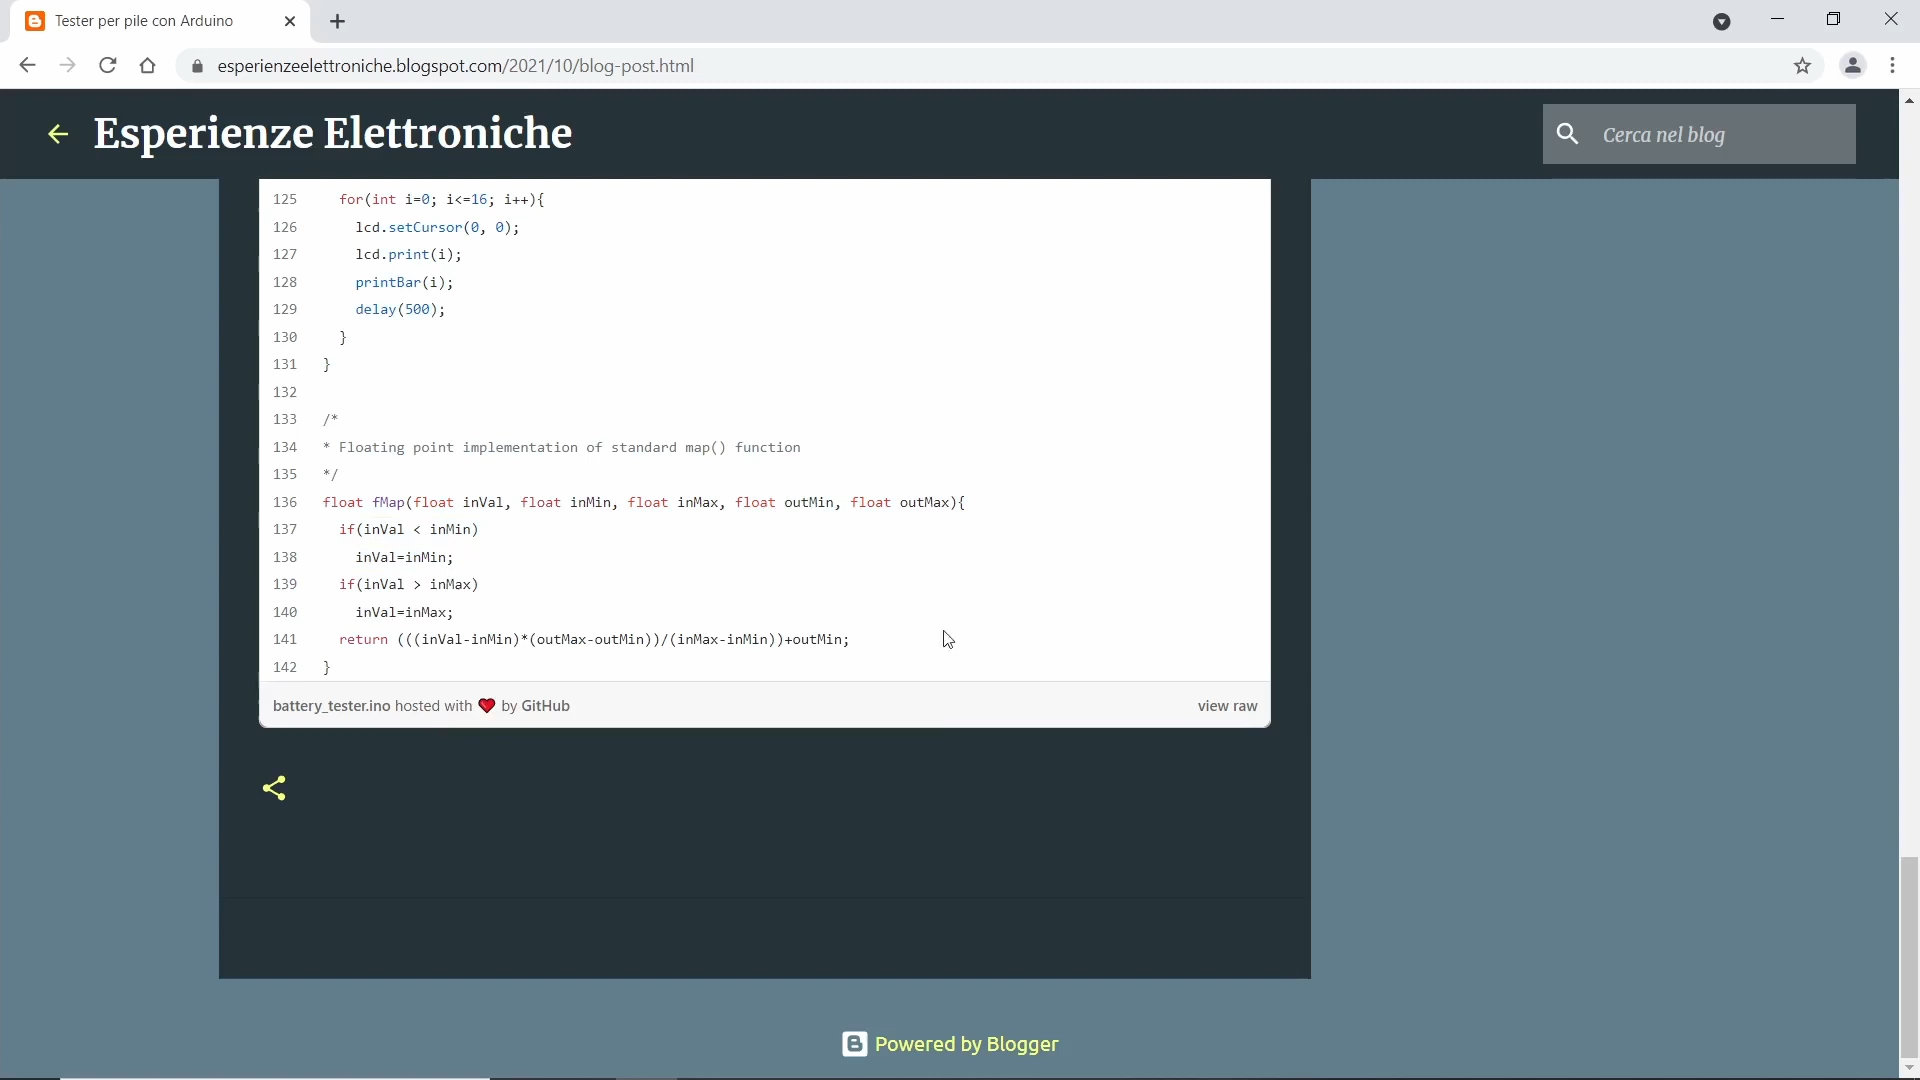 Tester per pile con Arduino
esperienzeelettroniche.blogspot.com/2021/10/blog-post.html
Esperienze Elettroniche
Cerca nel blog
125 for(int i=0; i<=16; i++){
126 lcd.setCursor(0, 0);
127 lcd.print(i);
128 printBar(i);
129 delay(500);
130 }
131 }
132
133 /*
134 * Floating point implementation of standard map() function
135 */
136 float fMap(float inVal, float inMin, float inMax, float outMin, float outMax){
137 if(inVal < inMin)
138 inVal=inMin;
139 if(inVal > inMax)
140 inVal=inMax;
141 return (((inVal-inMin)*(outMax-outMin))/(inMax-inMin))+outMin;
142 }
battery_tester.ino hosted with ❤ by GitHub view raw
Powered by Blogger